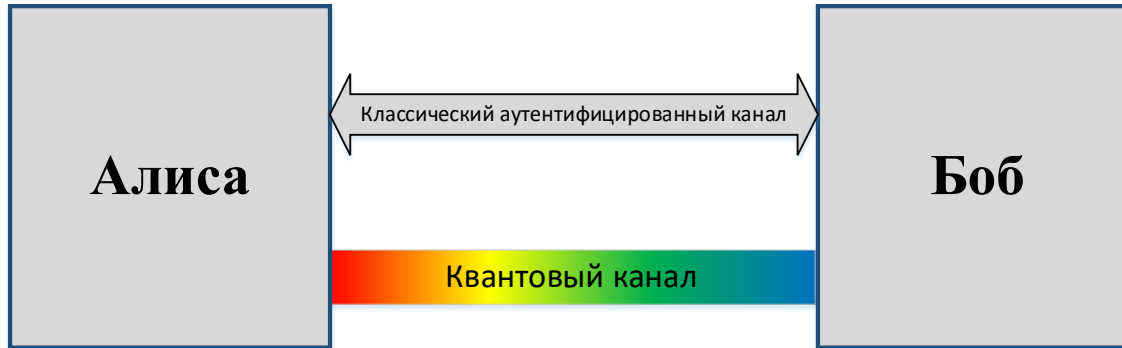 Классический аутентифицированный канал
Алиса
Боб
Квантовый канал